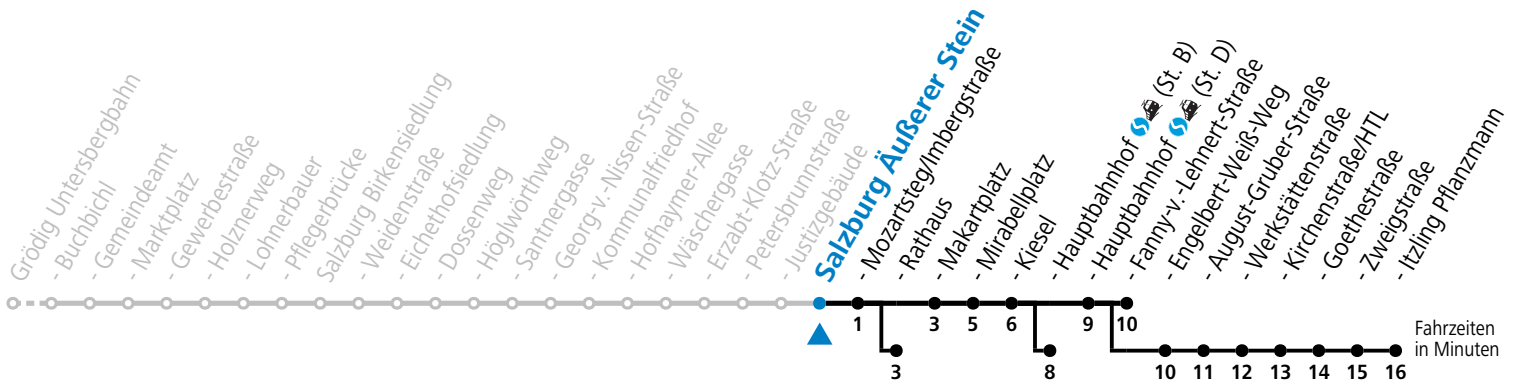 Grödig Untersbergbahn
- Buchbichl
- Gemeindeamt
- Marktplatz
- Gewerbestraße
- Holznerweg
- Lohnerbauer
- Pflegerbrücke
Salzburg Birkensiedlung
- Weidenstraße
- Eichethofsiedlung
- Dossenweg
- Höglwörthweg
Santnergasse
- Georg-v.-Nissen-Straße
- Kommunalfriedhof
- Hofhaymer-Allee
- Wäschergasse
- Erzabt-Klotz-Straße
- Petersbrunnstraße
- Justizgebäude
Salzburg Äußerer Stein
- Mozartsteg/Imbergstraße
- Rathaus
- Makartplatz
- Mirabellplatz
- Kiesel
- Hauptbahnhof (St. B)
- Hauptbahnhof (St. D)
- Fanny-v.-Lehnert-Straße
- Engelbert-Weiß-Weg
- August-Gruber-Straße
- Werkstättenstraße
- Kirchenstraße/HTL
- Goethestraße
- Zweigstraße
- Itzling Pflanzmann
1 3 5 6 9 10
3 8 10 11 12 13 14 15 16
Fahrzeiten
in Minuten